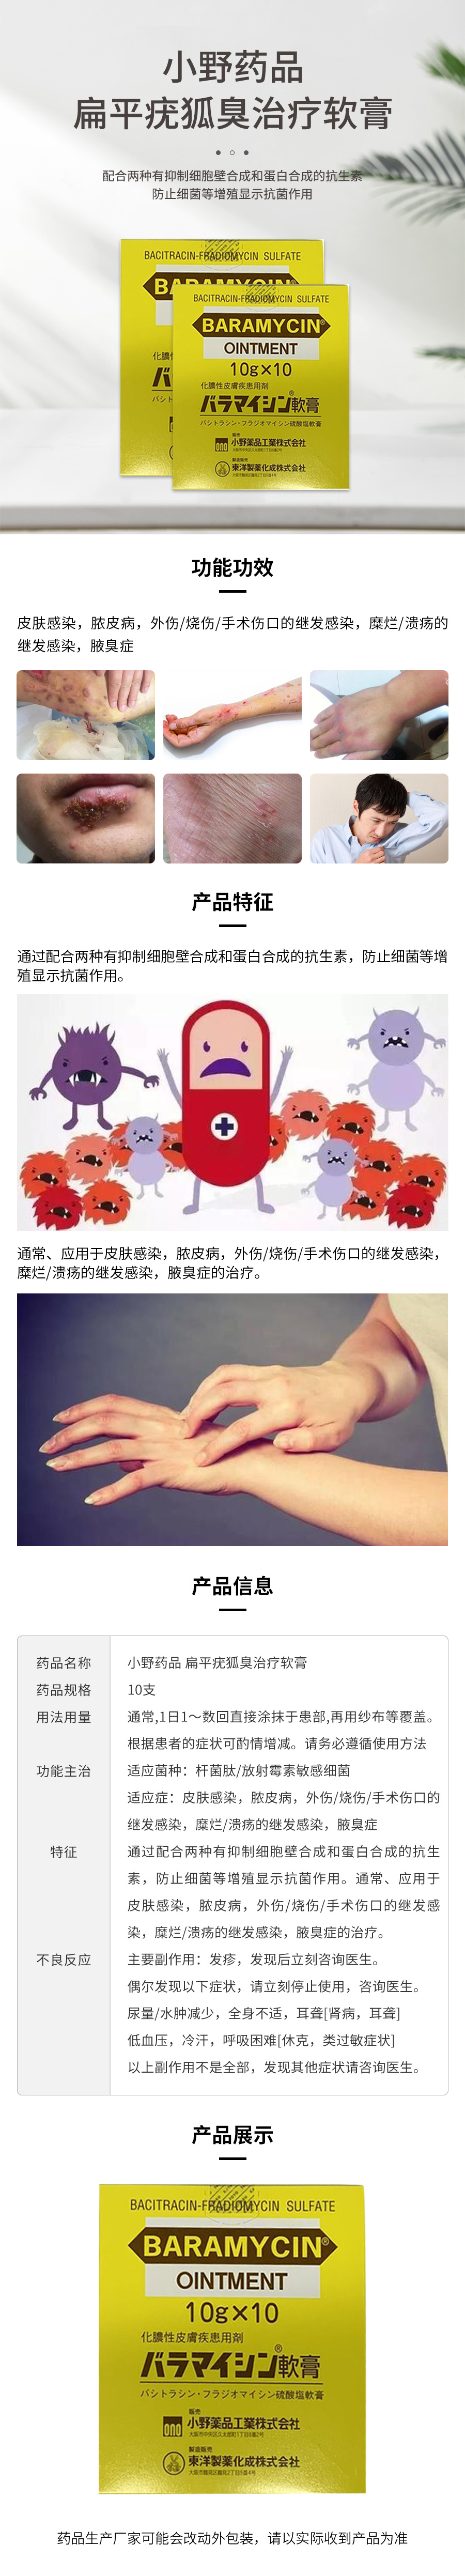 小野药品
扁平疣狐臭治疗软膏
配合两种有抑制细胞壁合成和蛋白合成的抗生素
防止细菌等增殖显示抗菌作用
BACITRACIN-FRADIOMYCIN SULFATE
BACITRACIN-FRADIOMYCIN SULFATE
BARAMYCIN®
OINTMENT
10g×10
化膿性皮膚疾患用剤
バラマイシン®軟膏
バシトラシン・フラジオマイシン硫酸塩軟膏
販売
小野薬品工業株式会社
製造販売
東洋製薬化成株式会社
功能功效
皮肤感染，脓皮病，外伤/烧伤/手术伤口的继发感染，糜烂/溃疡的
继发感染，腋臭症
产品特征
通过配合两种有抑制细胞壁合成和蛋白合成的抗生素，防止细菌等增
殖显示抗菌作用。
通常、应用于皮肤感染，脓皮病，外伤/烧伤/手术伤口的继发感染，
糜烂/溃疡的继发感染，腋臭症的治疗。
产品信息
药品名称 小野药品 扁平疣狐臭治疗软膏
药品规格 10支
用法用量 通常,1日1～数回直接涂抹于患部,再用纱布等覆盖。
根据患者的症状可酌情增减。请务必遵循使用方法
功能主治 适应菌种：杆菌肽/放射霉素敏感细菌
适应症：皮肤感染，脓皮病，外伤/烧伤/手术伤口的
继发感染，糜烂/溃疡的继发感染，腋臭症
特征 通过配合两种有抑制细胞壁合成和蛋白合成的抗生
素，防止细菌等增殖显示抗菌作用。通常、应用于
皮肤感染，脓皮病，外伤/烧伤/手术伤口的继发感
染，糜烂/溃疡的继发感染，腋臭症的治疗。
不良反应 主要副作用：发疹，发现后立刻咨询医生。
偶尔发现以下症状，请立刻停止使用，咨询医生。
尿量/水肿减少，全身不适，耳聋[肾病，耳聋]
低血压，冷汗，呼吸困难[休克，类过敏症状]
以上副作用不是全部，发现其他症状请咨询医生。
产品展示
BACITRACIN-FRADIOMYCIN SULFATE
BARAMYCIN®
OINTMENT
10g×10
化膿性皮膚疾患用剤
バラマイシン®軟膏
バシトラシン・フラジオマイシン硫酸塩軟膏
販売
ono 小野薬品工業株式会社
製造販売
東洋製薬化成株式会社
药品生产厂家可能会改动外包装，请以实际收到产品为准